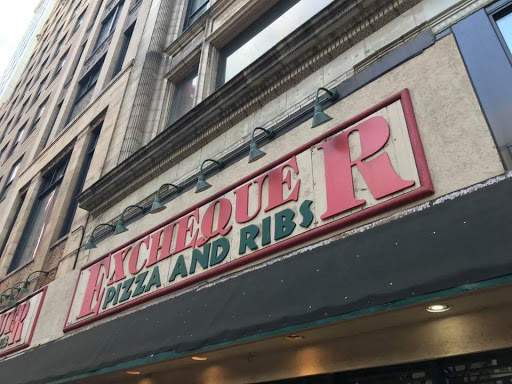 EXCHEQUER
PIZZA AND RIBS